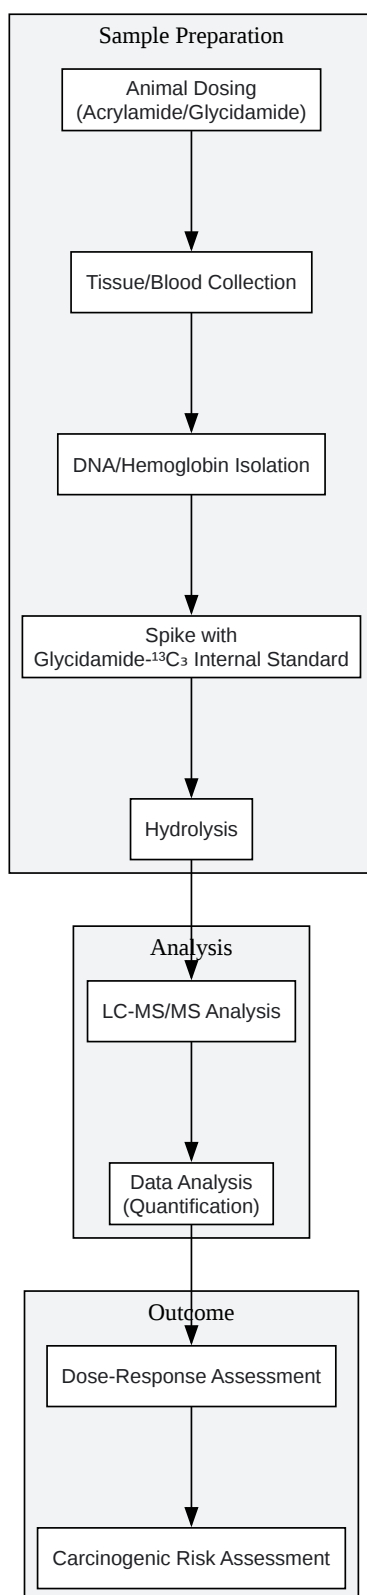 Sample Preparation
Animal Dosing
(Acrylamide/Glycidamide)
Tissue/Blood Collection
DNA/Hemoglobin Isolation
Spike with
Glycidamide-¹³C₃ Internal Standard
Hydrolysis
Analysis
LC-MS/MS Analysis
Data Analysis
(Quantification)
Outcome
Dose-Response Assessment
Carcinogenic Risk Assessment